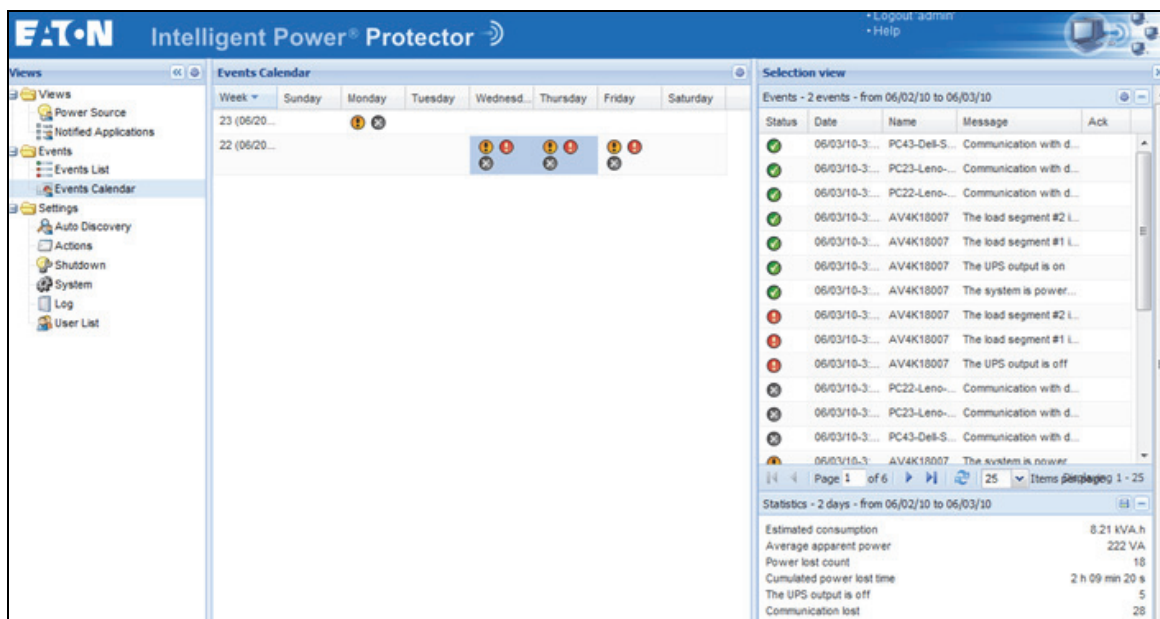 EATON Intelligent Power® Protector
• Logout 'admin'
• Help
Views
Views
Power Source
Notified Applications
Events
Events List
Events Calendar
Settings
Auto Discovery
Actions
Shutdown
System
Log
User List
Events Calendar
Week Sunday Monday Tuesday Wednesd... Thursday Friday Saturday
23 (06/20...
22 (06/20...
Selection view
Events - 2 events - from 06/02/10 to 06/03/10
Status Date Name Message Ack
06/03/10-3:... PC43-Dell-S... Communication with d...
06/03/10-3:... PC23-Leno-... Communication with d...
06/03/10-3:... PC22-Leno-... Communication with d...
06/03/10-3:... AV4K18007 The load segment #2 i...
06/03/10-3:... AV4K18007 The load segment #1 i...
06/03/10-3:... AV4K18007 The UPS output is on
06/03/10-3:... AV4K18007 The system is power...
06/03/10-3:... AV4K18007 The load segment #2 i...
06/03/10-3:... AV4K18007 The load segment #1 i...
06/03/10-3:... AV4K18007 The UPS output is off
06/03/10-3:... PC22-Leno-... Communication with d...
06/03/10-3:... PC23-Leno-... Communication with d...
06/03/10-3:... PC43-Dell-S... Communication with d...
06/03/10-3: AV4K18007 The system is power
Page 1 of 6 25 Items per page Displaying 1 - 25
Statistics - 2 days - from 06/02/10 to 06/03/10
Estimated consumption 8.21 kVA.h
Average apparent power 222 VA
Power lost count 18
Cumulated power lost time 2 h 09 min 20 s
The UPS output is off 5
Communication lost 28